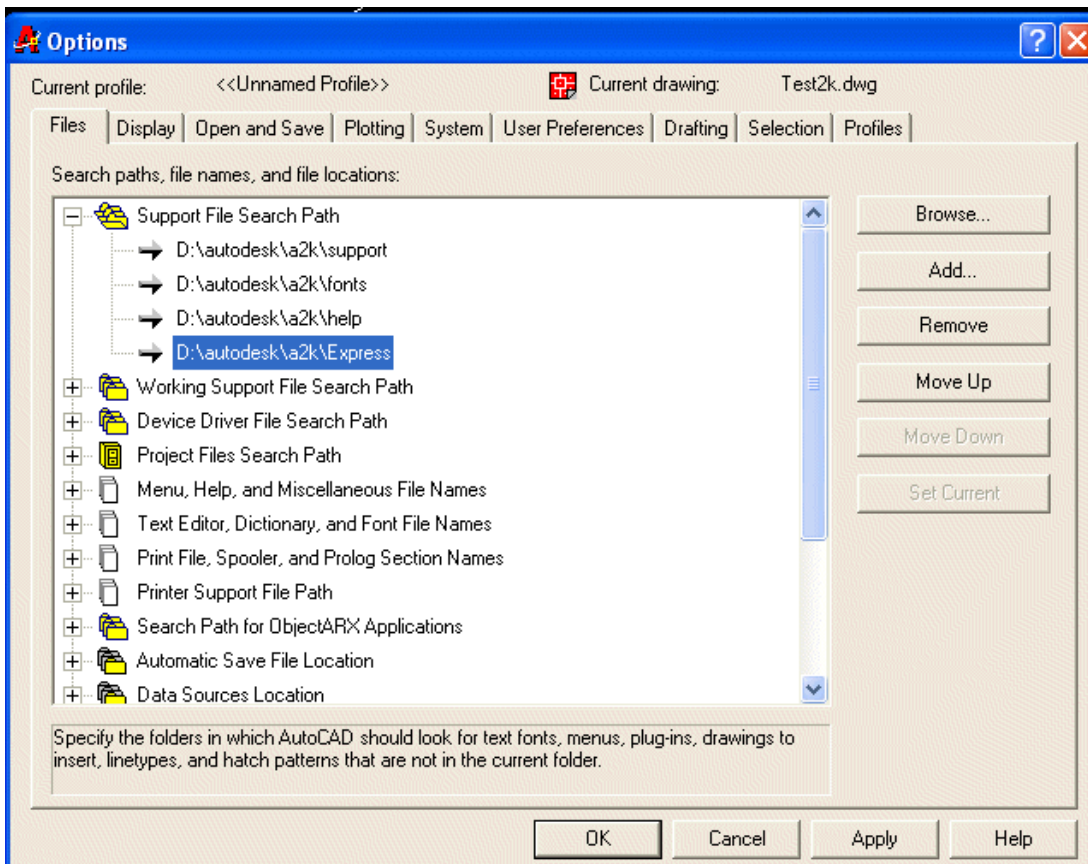 Options
Current profile: <<Unnamed Profile>> Current drawing: Test2k.dwg
Files Display Open and Save Plotting System User Preferences Drafting Selection Profiles
Search paths, file names, and file locations:
Support File Search Path
D:\autodesk\a2k\support
D:\autodesk\a2k\fonts
D:\autodesk\a2k\help
D:\autodesk\a2k\Express
Working Support File Search Path
Device Driver File Search Path
Project Files Search Path
Menu, Help, and Miscellaneous File Names
Text Editor, Dictionary, and Font File Names
Print File, Spooler, and Prolog Section Names
Printer Support File Path
Search Path for ObjectARX Applications
Automatic Save File Location
Data Sources Location
Browse...
Add...
Remove
Move Up
Move Down
Set Current
Specify the folders in which AutoCAD should look for text fonts, menus, plug-ins, drawings to
insert, linetypes, and hatch patterns that are not in the current folder.
OK Cancel Apply Help